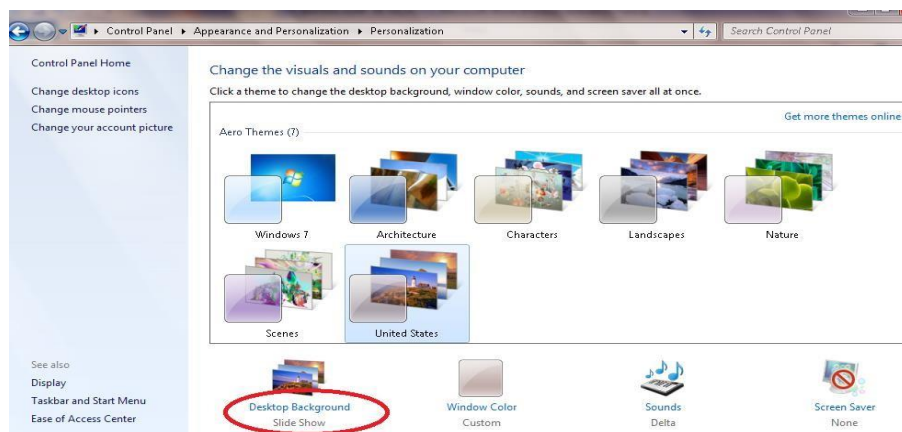 Control Panel ▸ Appearance and Personalization ▸ Personalization
Search Control Panel
Control Panel Home
Change desktop icons
Change mouse pointers
Change your account picture
Change the visuals and sounds on your computer
Click a theme to change the desktop background, window color, sounds, and screen saver all at once.
Get more themes online
Aero Themes (7)
Windows 7
Architecture
Characters
Landscapes
Nature
Scenes
United States
See also
Display
Taskbar and Start Menu
Ease of Access Center
Desktop Background
Slide Show
Window Color
Custom
Sounds
Delta
Screen Saver
None